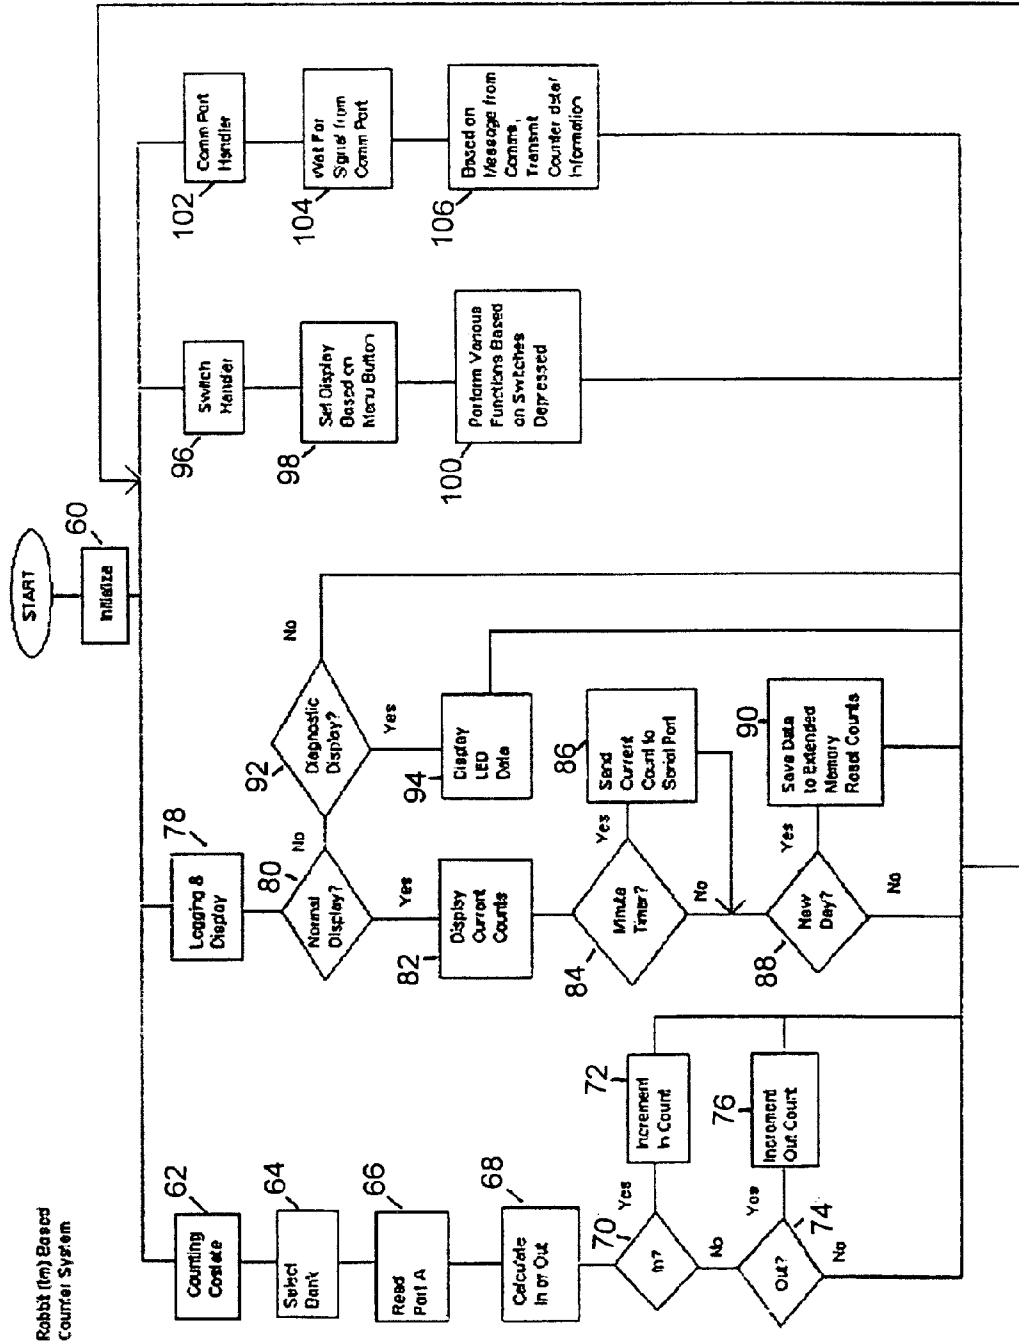 Rabbit (tm) Based
Counter System
START
Initialize
60
Counting
Costate
62
Select
Bank
64
Read
Port A
66
Calculate
In or Out
68
In?
70
Yes
No
Increment
In Count
72
Out?
74
Yes
No
Increment
Out Count
76
Logging &
Display
78
Normal
Display?
80
No
Yes
Display
Current
Counts
82
Minute
Timer?
84
Yes
No
Send
Current
Count to
Serial Port
86
New
Day?
88
Yes
No
Save Data
to Extended
Memory
Reset Counts
90
Diagnostic
Display?
92
No
Yes
Display
LED
Data
94
Switch
Handler
96
Set Display
Based on
Menu Button
98
Perform Various
Functions Based
on Switches
Depressed
100
Comm Port
Handler
102
Wait For
Signal from
Comm Port
104
Based on
Message from
Comms,
Transmit
Counter data/
Information
106